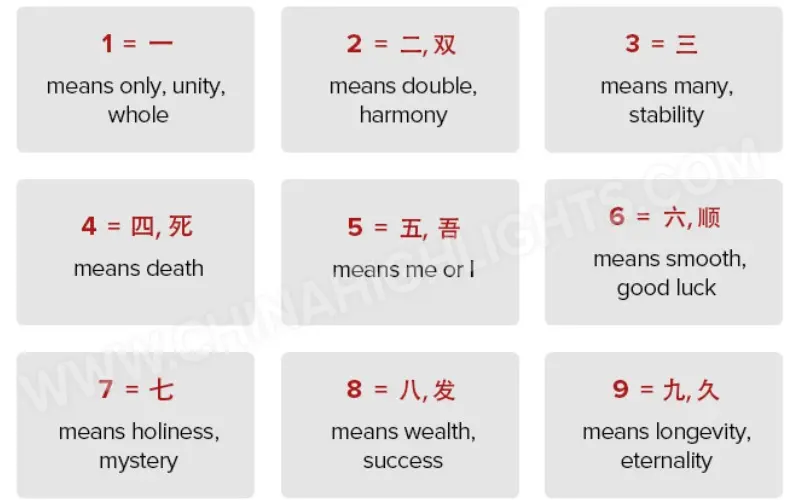 1 = 一
means only, unity,
whole
2 = 二, 双
means double,
harmony
3 = 三
means many,
stability
4 = 四, 死
means death
5 = 五, 吾
means me or I
6 = 六, 顺
means smooth,
good luck
7 = 七
means holiness,
mystery
8 = 八, 发
means wealth,
success
9 = 九, 久
means longevity,
eternality
WWW.CHINAHIGHLIGHTS.COM